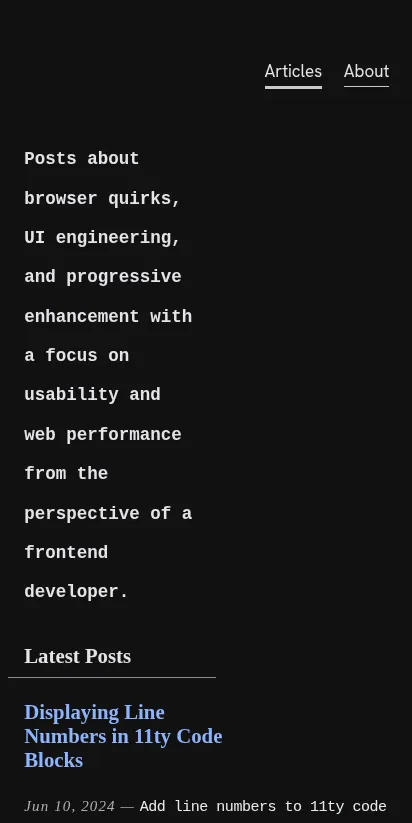 Articles About
Posts about
browser quirks,
UI engineering,
and progressive
enhancement with
a focus on
usability and
web performance
from the
perspective of a
frontend
developer.
Latest Posts
Displaying Line
Numbers in 11ty Code
Blocks
Jun 10, 2024 — Add line numbers to 11ty code